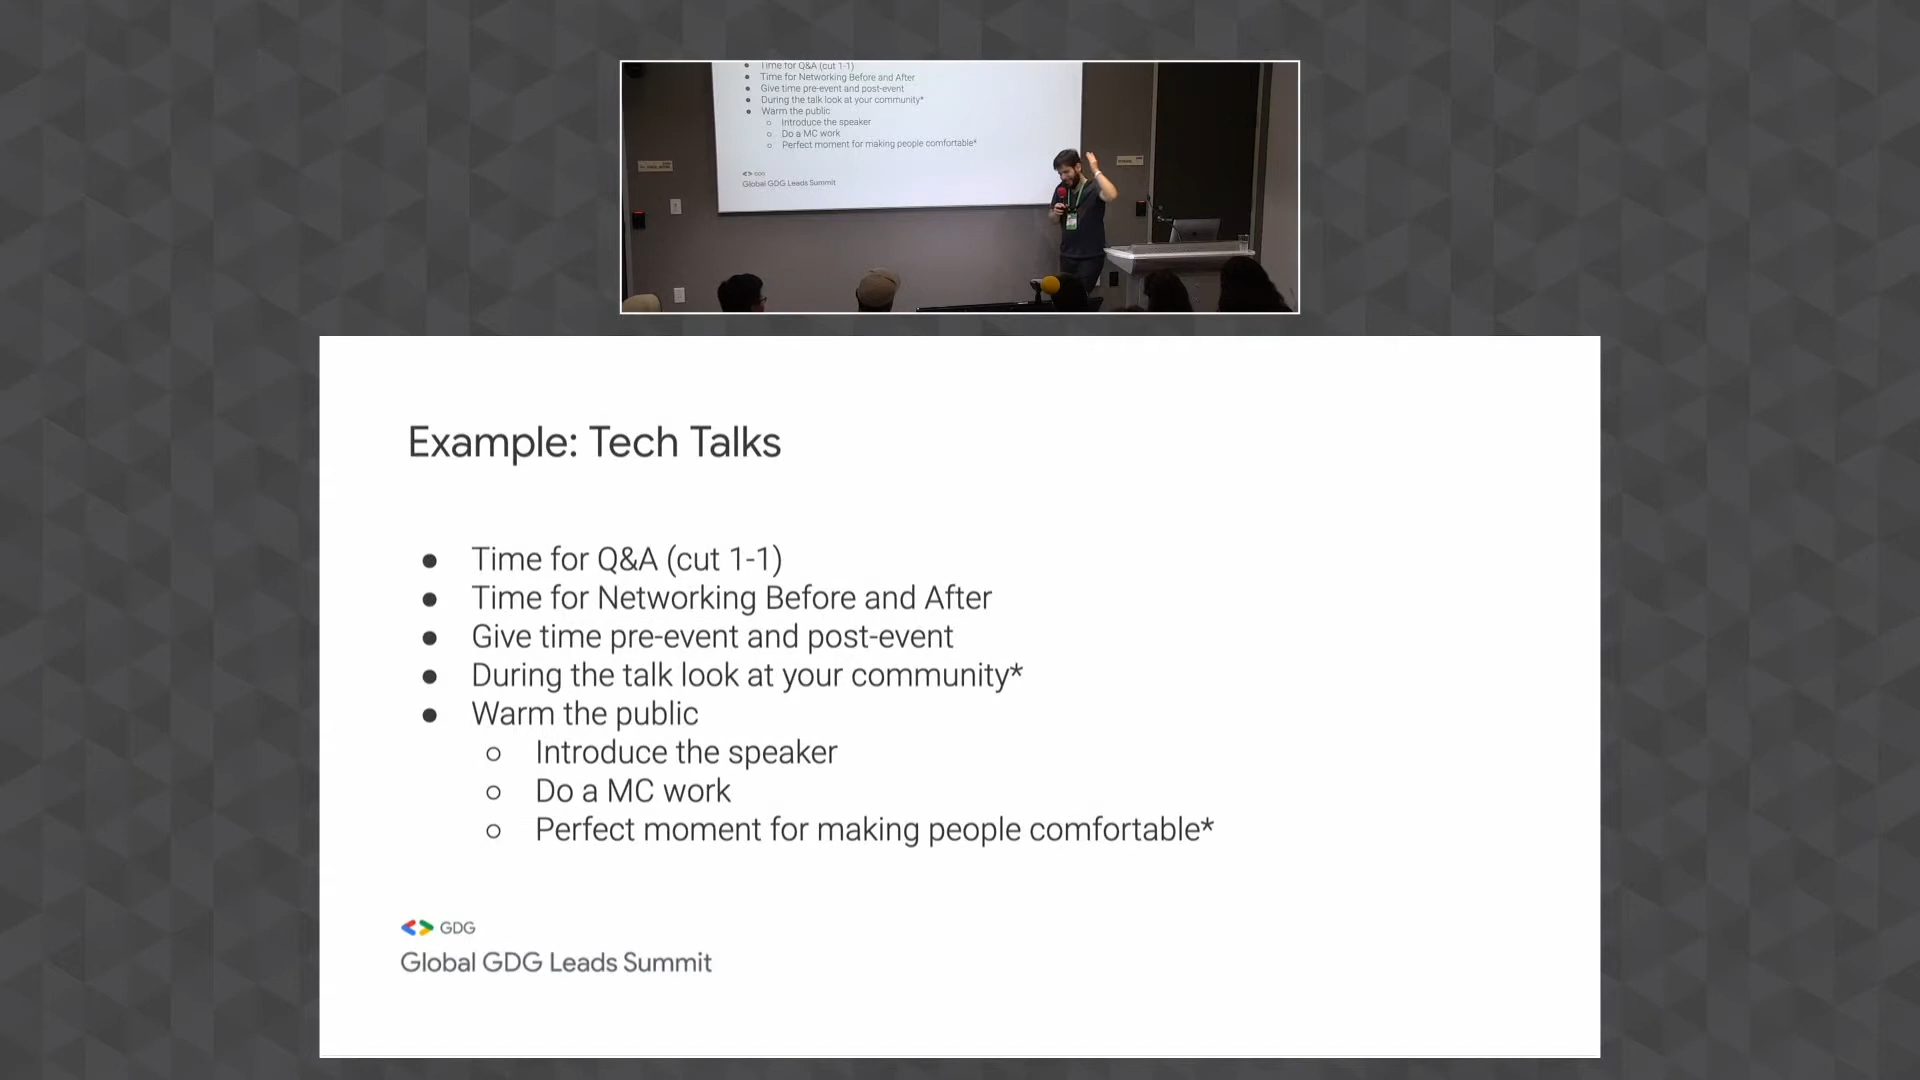 Time for Q&A (cut 1-1)
Time for Networking Before and After
Give time pre-event and post-event
During the talk look at your community*
Warm the public
Introduce the speaker
Do a MC work
Perfect moment for making people comfortable*
GDG
Global GDG Leads Summit
Example: Tech Talks
● Time for Q&A (cut 1-1)
● Time for Networking Before and After
● Give time pre-event and post-event
● During the talk look at your community*
● Warm the public
○ Introduce the speaker
○ Do a MC work
○ Perfect moment for making people comfortable*
GDG
Global GDG Leads Summit